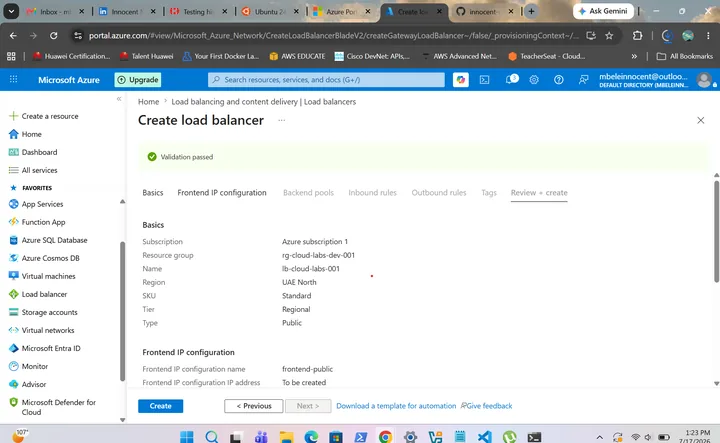 Inbox - m
Innocent
Testing N
Ubuntu 2
Azure Port
Create lo
innocent-
Ask Gemini
portal.azure.com/#view/Microsoft_Azure_Network/CreateLoadBalancerBladeV2/createGatewayLoadBalancer~/false/_provisioningContext~/...
Huawei Certification...
Talent Huawei
Your First Docker La...
AWS EDUCATE
Cisco DevNet: APIs,...
AWS Advanced Net...
TeacherSeat - Cloud...
All Bookmarks
Microsoft Azure
Upgrade
Search resources, services, and docs (G+/)
1
mbeleinnocent@outloo...
DEFAULT DIRECTORY (MBELEINN...
Create a resource
Home
Dashboard
All services
FAVORITES
App Services
Function App
Azure SQL Database
Azure Cosmos DB
Virtual machines
Load balancer
Storage accounts
Virtual networks
Microsoft Entra ID
Monitor
Advisor
Microsoft Defender for
Cloud
Home > Load balancing and content delivery | Load balancers
Create load balancer ...
Validation passed
Basics Frontend IP configuration Backend pools Inbound rules Outbound rules Tags Review + create
Basics
Subscription Azure subscription 1
Resource group rg-cloud-labs-dev-001
Name lb-cloud-labs-001
Region UAE North
SKU Standard
Tier Regional
Type Public
Frontend IP configuration
Frontend IP configuration name frontend-public
Frontend IP configuration IP address To be created
Create < Previous Next > Download a template for automation Give feedback
107°
1:23 PM
7/17/2026